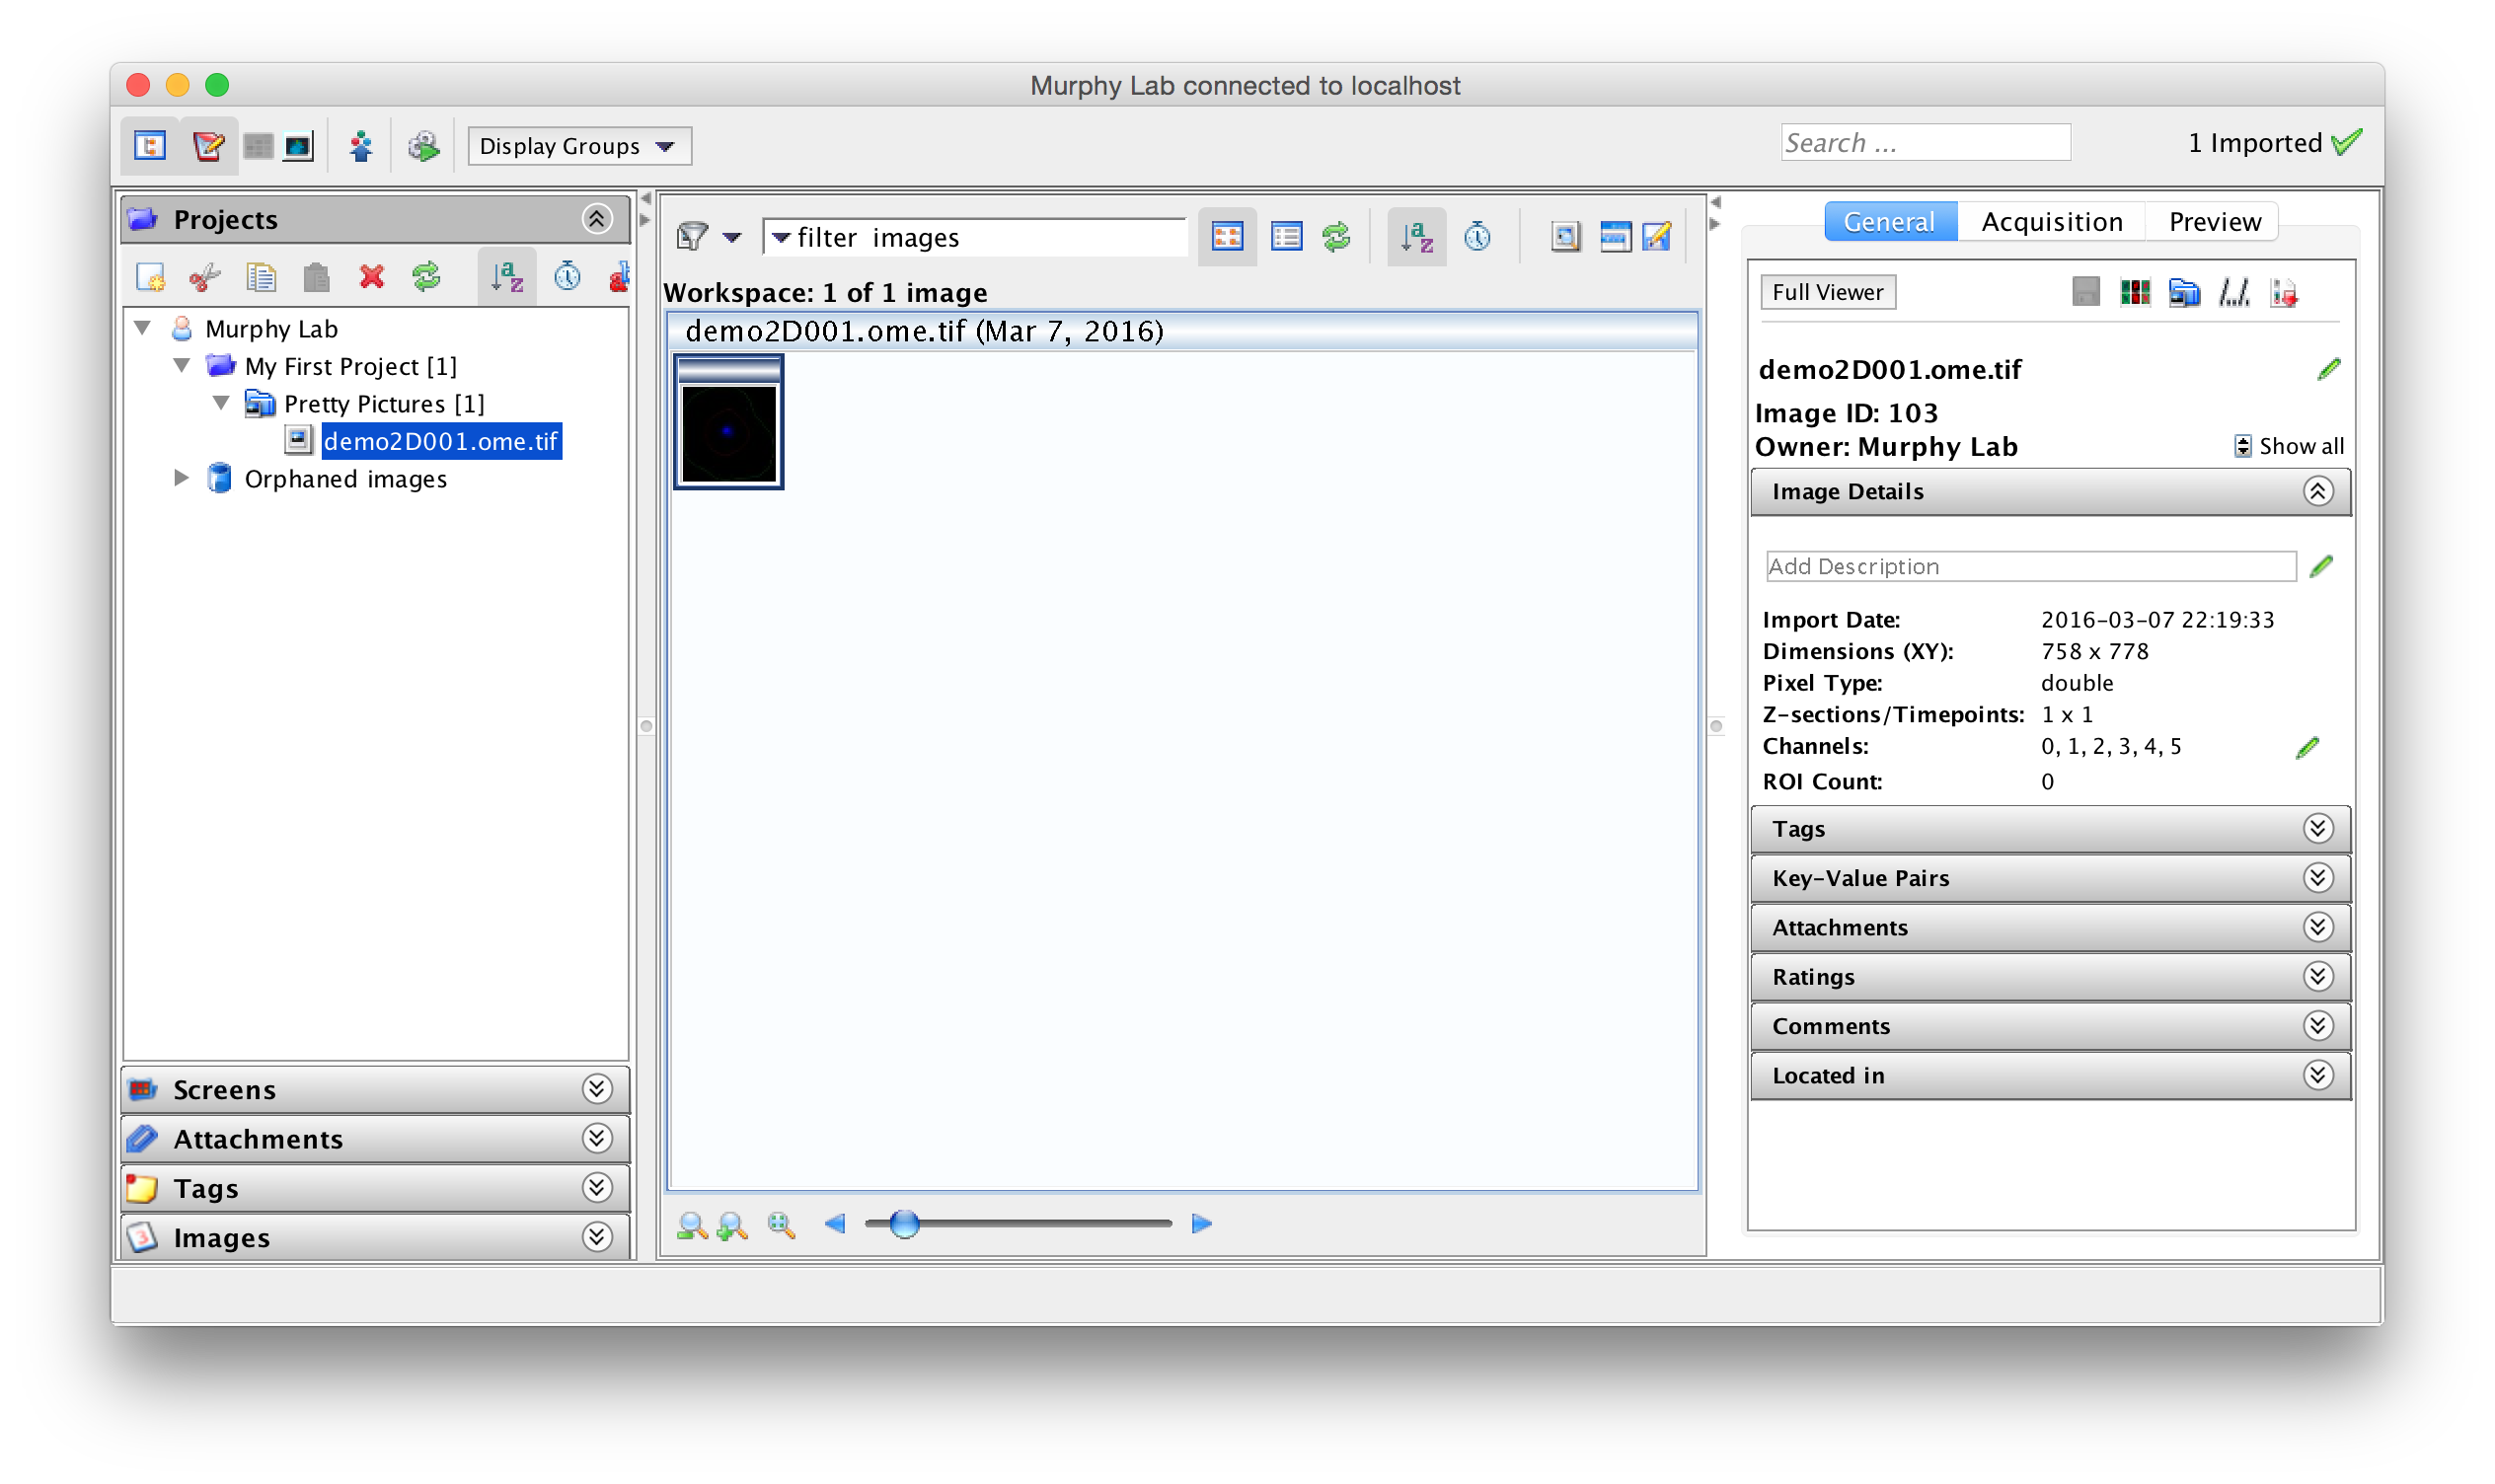 Murphy Lab connected to localhost
Display Groups
Search ...
1 Imported
Projects
Murphy Lab
My First Project [1]
Pretty Pictures [1]
demo2D001.ome.tif
Orphaned images
Screens
Attachments
Tags
Images
filter images
Workspace: 1 of 1 image
demo2D001.ome.tif (Mar 7, 2016)
General Acquisition Preview
Full Viewer
demo2D001.ome.tif
Image ID: 103
Owner: Murphy Lab Show all
Image Details
Add Description
Import Date: 2016-03-07 22:19:33
Dimensions (XY): 758 x 778
Pixel Type: double
Z-sections/Timepoints: 1 x 1
Channels: 0, 1, 2, 3, 4, 5
ROI Count: 0
Tags
Key-Value Pairs
Attachments
Ratings
Comments
Located in